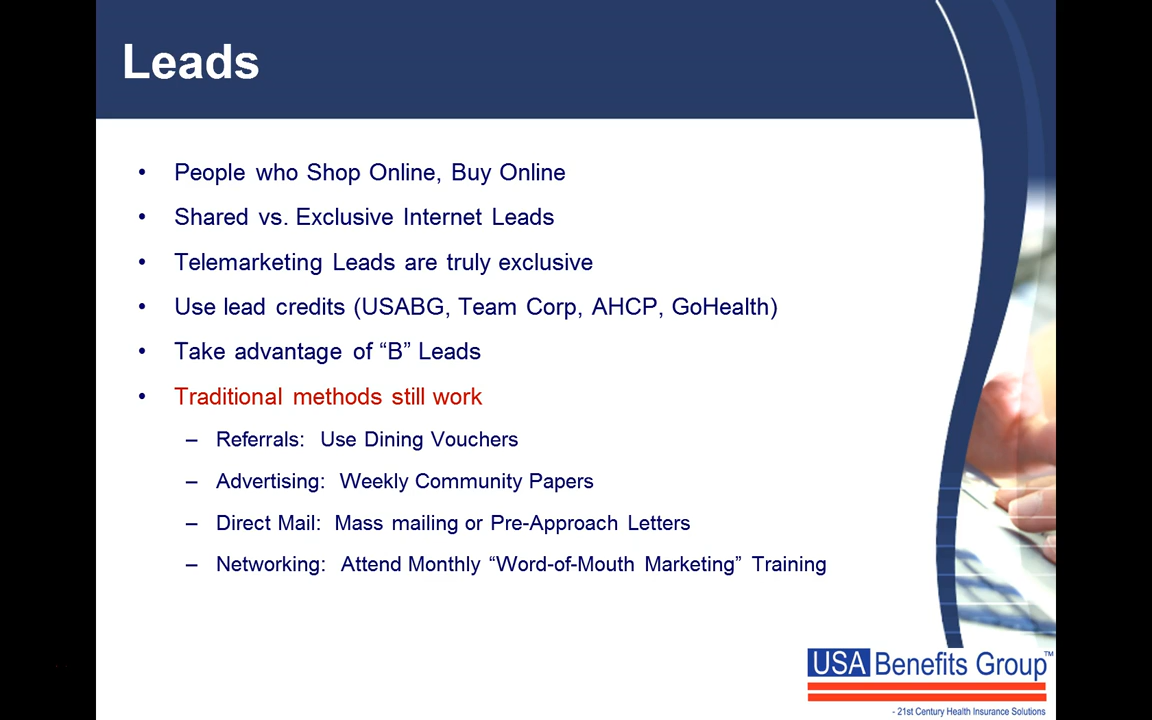 Leads
• People who Shop Online, Buy Online
• Shared vs. Exclusive Internet Leads
• Telemarketing Leads are truly exclusive
• Use lead credits (USABG, Team Corp, AHCP, GoHealth)
• Take advantage of “B” Leads
• Traditional methods still work
– Referrals: Use Dining Vouchers
– Advertising: Weekly Community Papers
– Direct Mail: Mass mailing or Pre-Approach Letters
– Networking: Attend Monthly “Word-of-Mouth Marketing” Training
USA Benefits Group™
- 21st Century Health Insurance Solutions